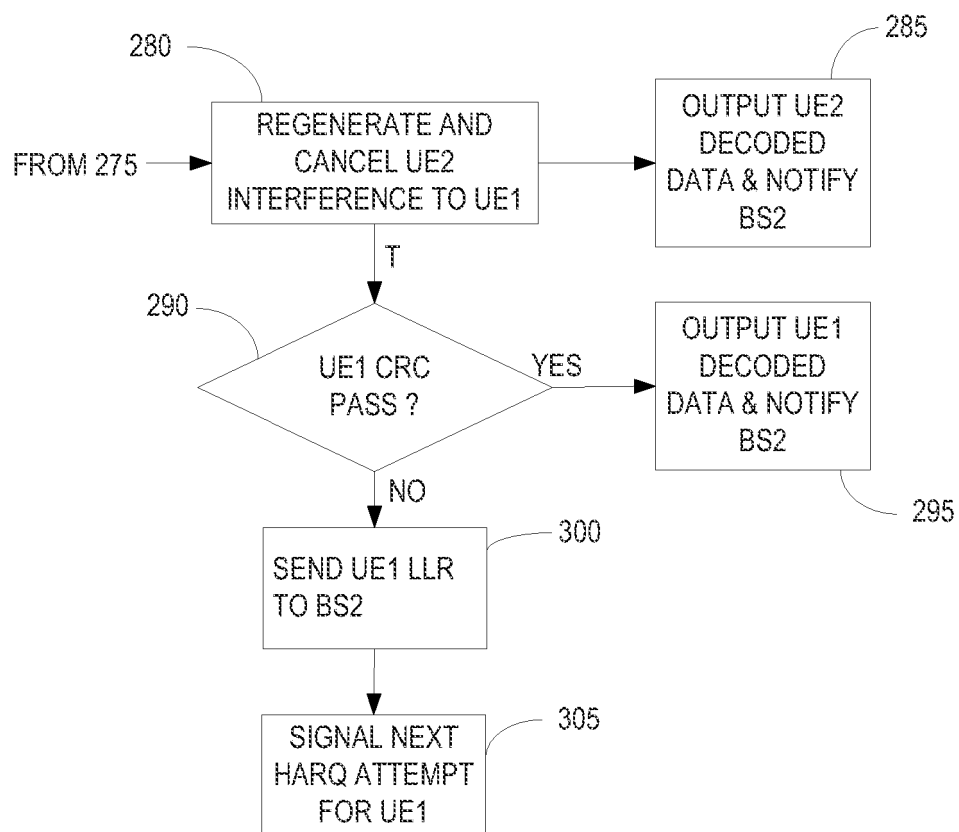 280
285
REGENERATE AND
CANCEL UE2
INTERFERENCE TO UE1
FROM 275
OUTPUT UE2
DECODED
DATA & NOTIFY
BS2
T
290
UE1 CRC
PASS ?
YES
OUTPUT UE1
DECODED
DATA & NOTIFY
BS2
295
NO
300
SEND UE1 LLR
TO BS2
305
SIGNAL NEXT
HARQ ATTEMPT
FOR UE1